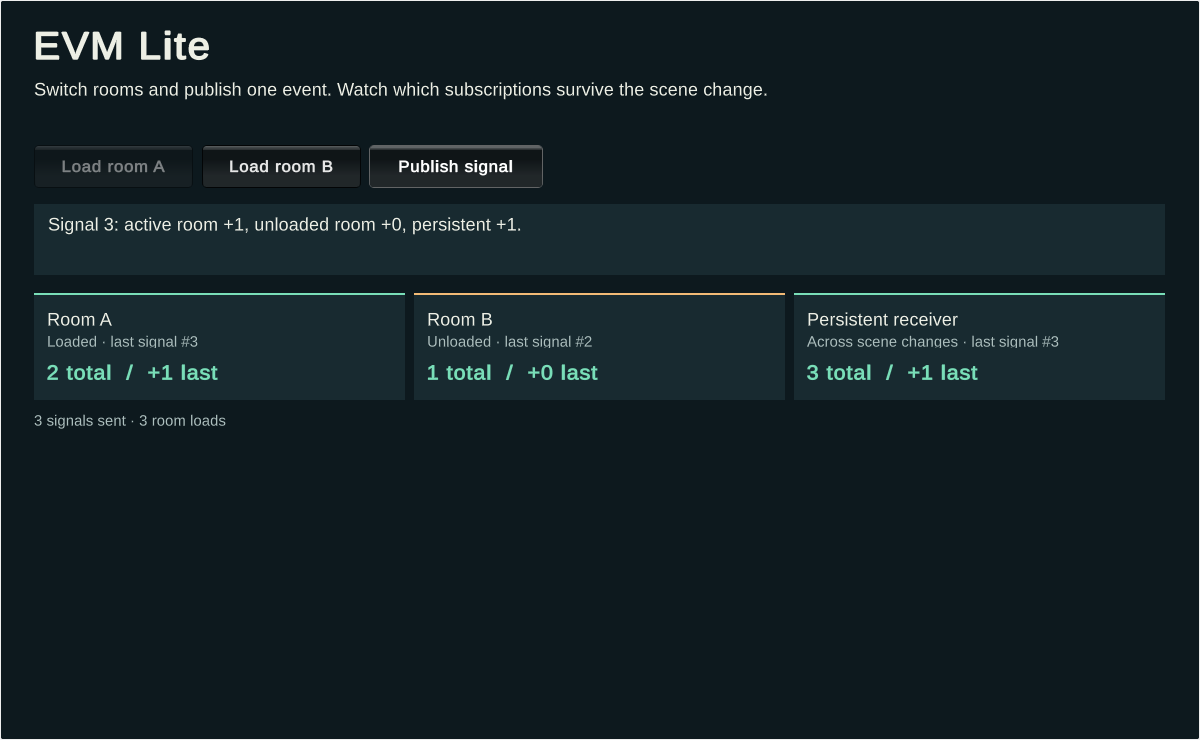 EVM Lite
Switch rooms and publish one event. Watch which subscriptions survive the scene change.
Load room A
Load room B
Publish signal
Signal 3: active room +1, unloaded room +0, persistent +1.
Room A
Loaded · last signal #3
2 total / +1 last
Room B
Unloaded · last signal #2
1 total / +0 last
Persistent receiver
Across scene changes · last signal #3
3 total / +1 last
3 signals sent · 3 room loads